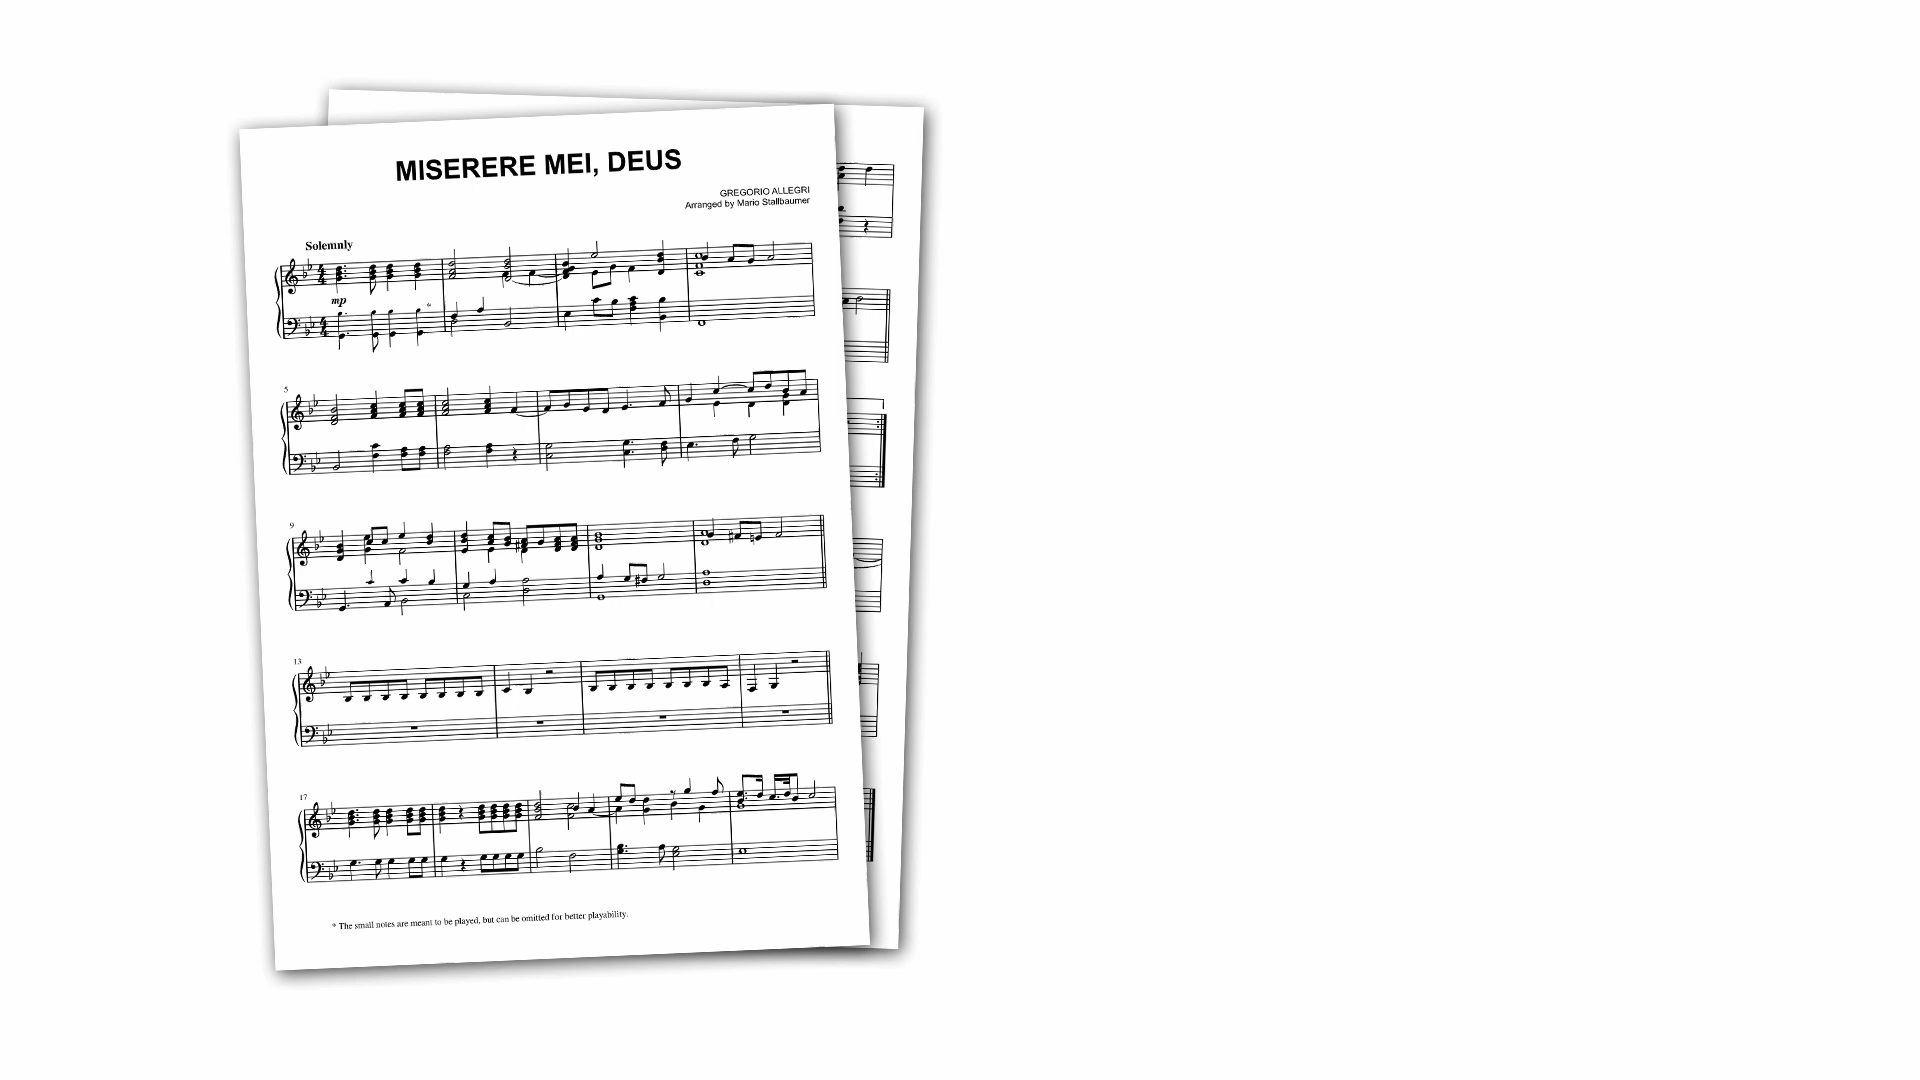 MISERERE MEI, DEUS
GREGORIO ALLEGRI
Arranged by Mario Stallbaumer
Solemnly
mp
*
5
9
13
17
* The small notes are meant to be played, but can be omitted for better playability.